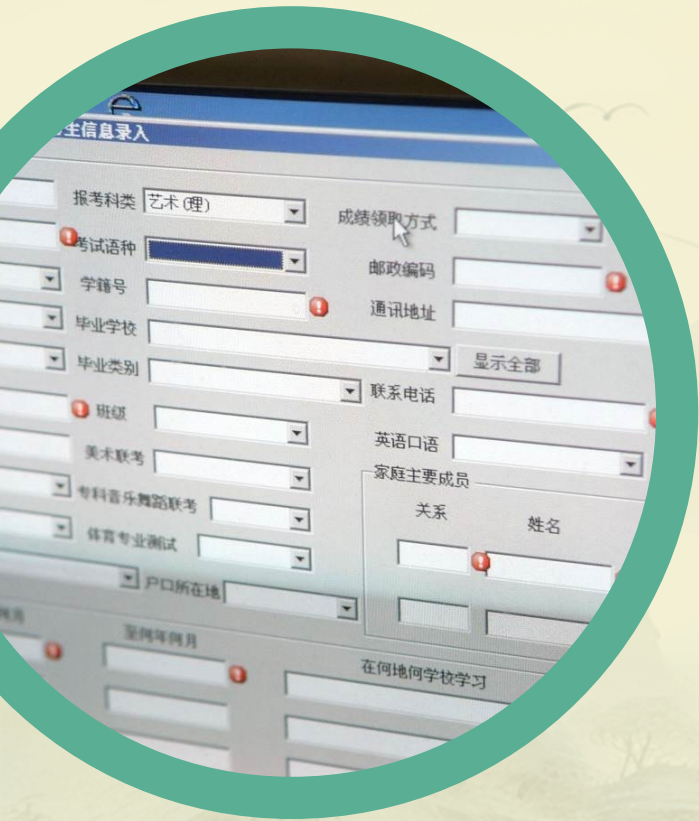 生信息录入
报考科类 艺术(理) 成绩领取方式
考试语种 邮政编码
学籍号 通讯地址
毕业学校 显示全部
毕业类别 联系电话
班级 英语口语
美术联考 家庭主要成员
专科音乐舞蹈联考 关系 姓名
体育专业测试
户口所在地
何月 至何年何月 在何地何学校学习